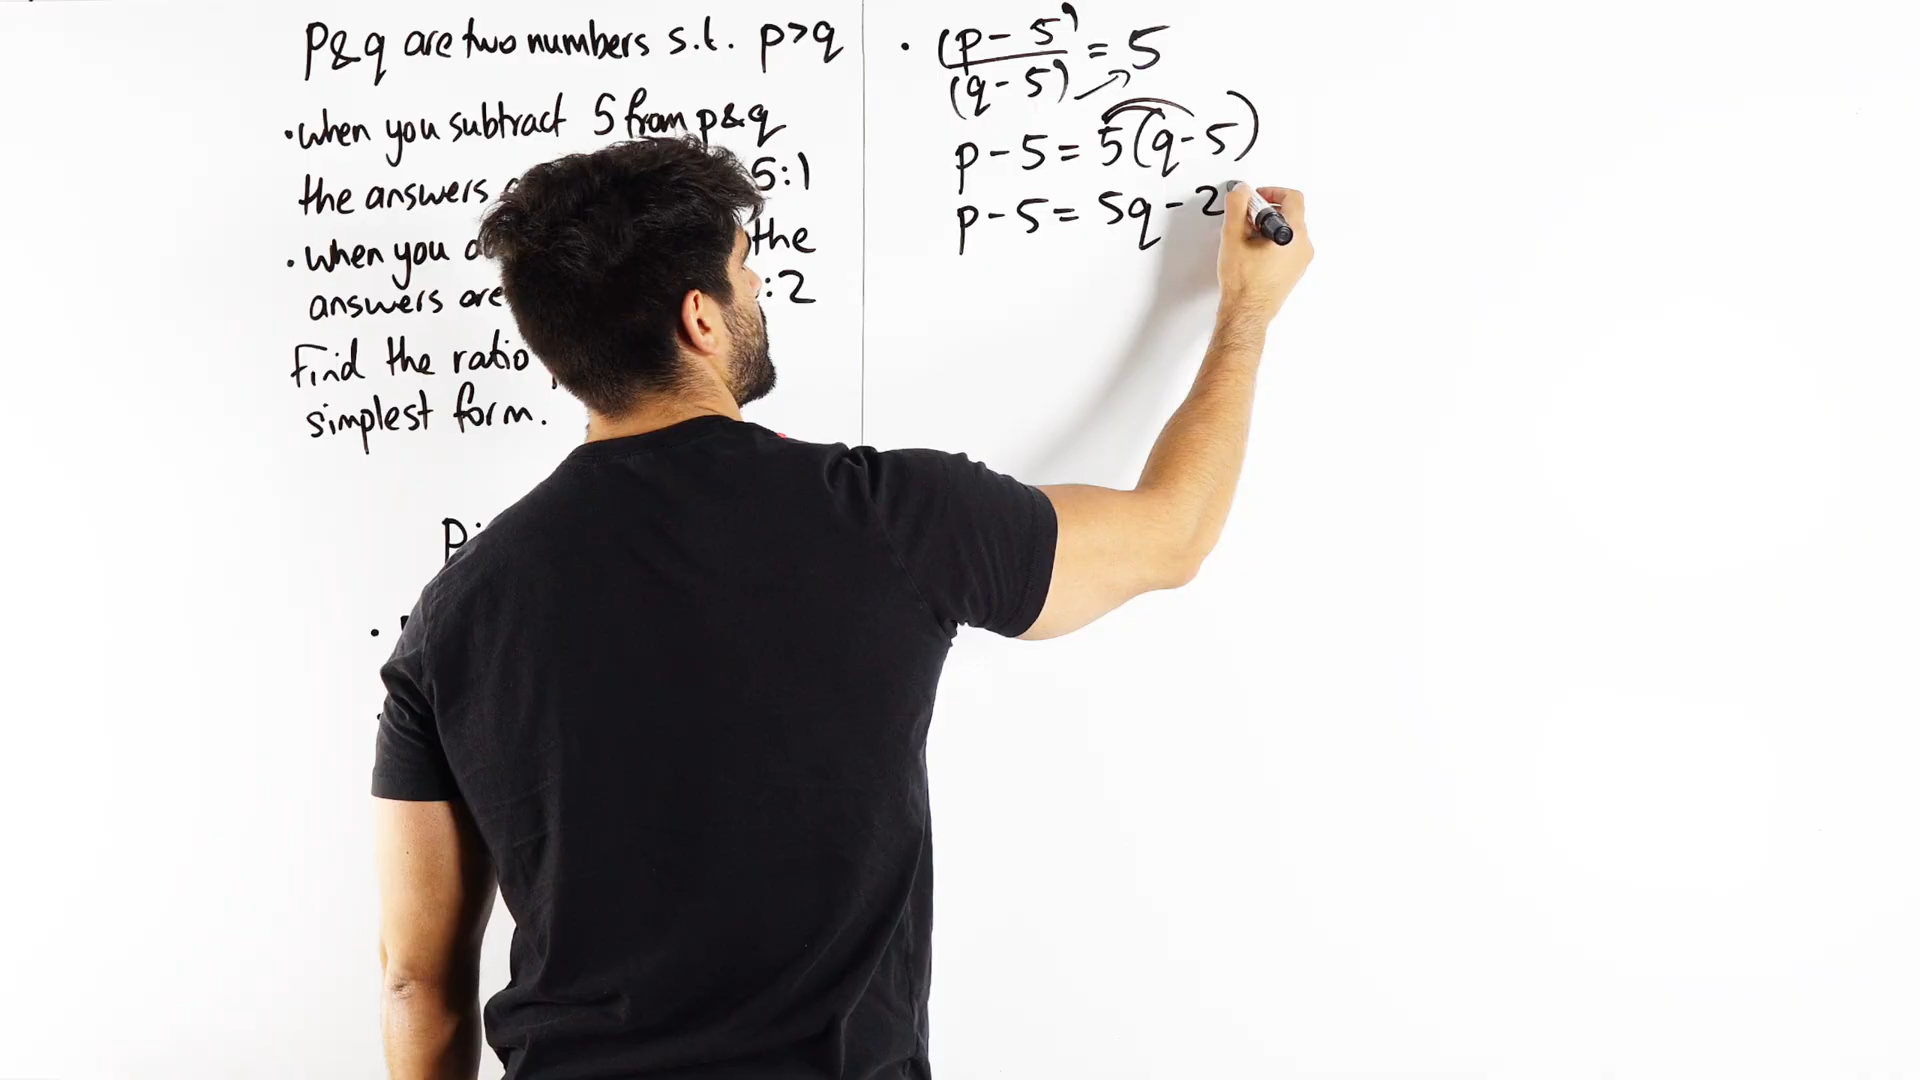 p&q are two numbers s.t. p>q
• when you subtract 5 from p&q
the answers 5:1
• When you the
answers are :2
Find the ratio
simplest form.
p:
• (p - 5)
(q - 5) = 5
p - 5 = 5(q - 5)
p - 5 = 5q - 2